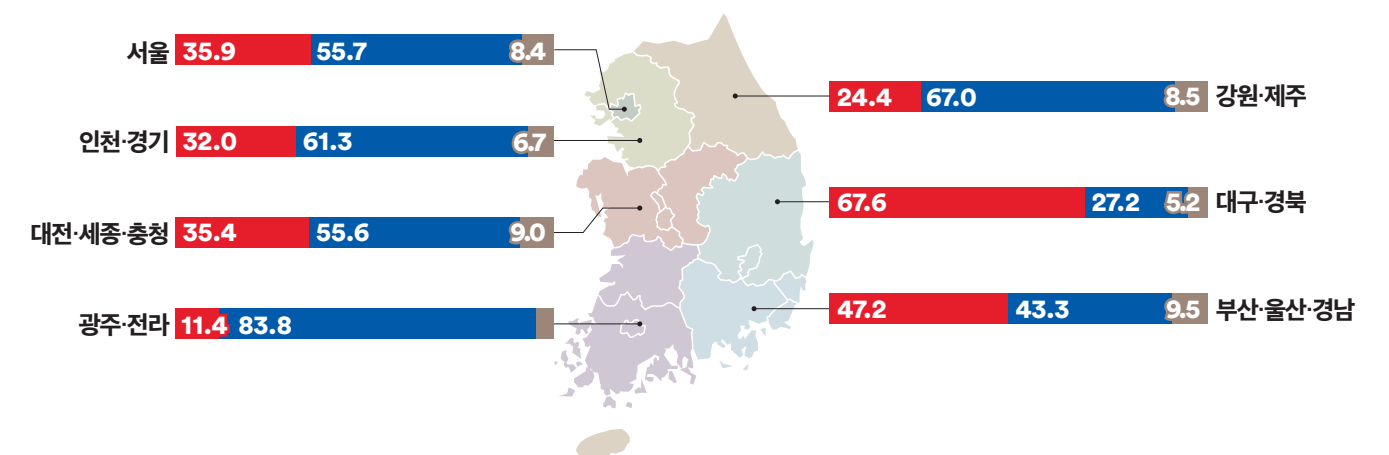 서울 35.9 55.7 8.4
인천·경기 32.0 61.3 6.7
대전·세종·충청 35.4 55.6 9.0
광주·전라 11.4 83.8
24.4 67.0 8.5 강원·제주
67.6 27.2 5.2 대구·경북
47.2 43.3 9.5 부산·울산·경남